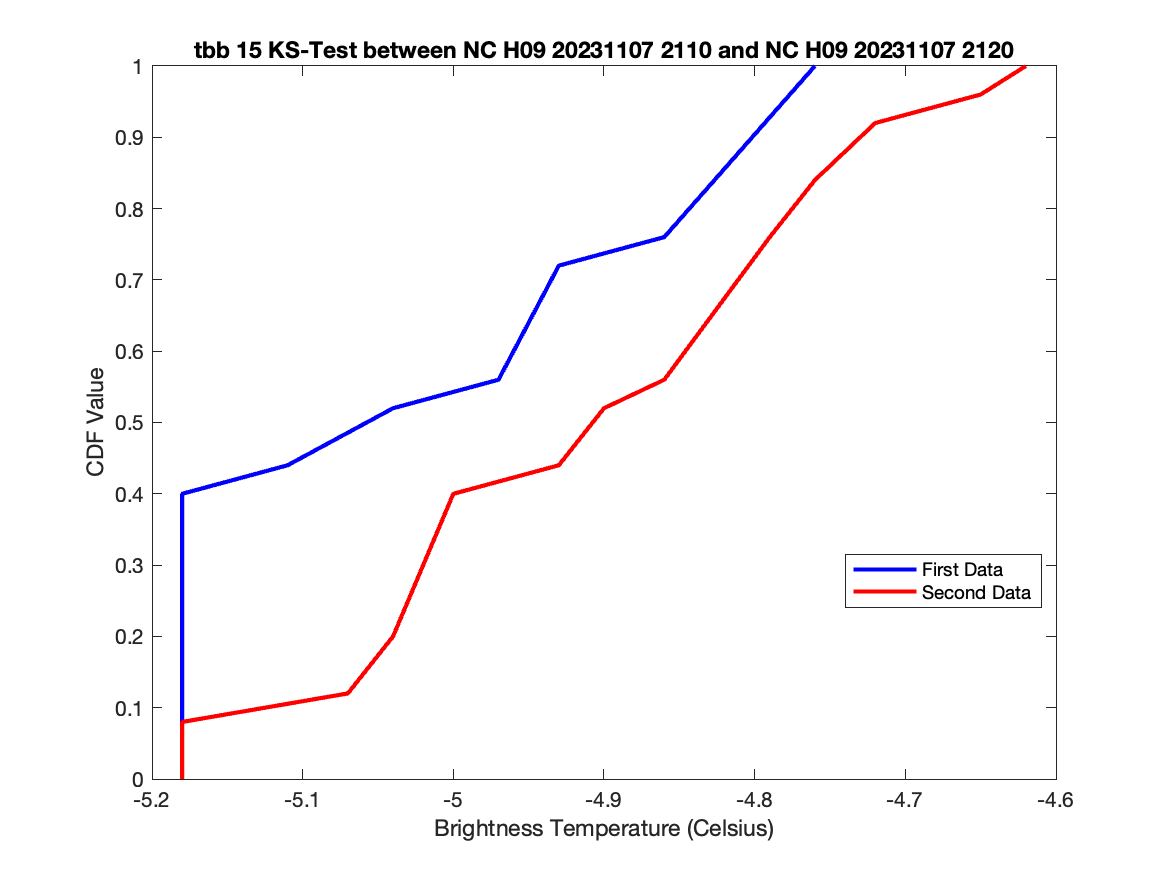 tbb 15 KS-Test between NC H09 20231107 2110 and NC H09 20231107 2120
1
0.9
0.8
0.7
0.6
0.5
0.4
0.3
0.2
0.1
0
CDF Value
First Data
Second Data
-5.2 -5.1 -5 -4.9 -4.8 -4.7 -4.6
Brightness Temperature (Celsius)